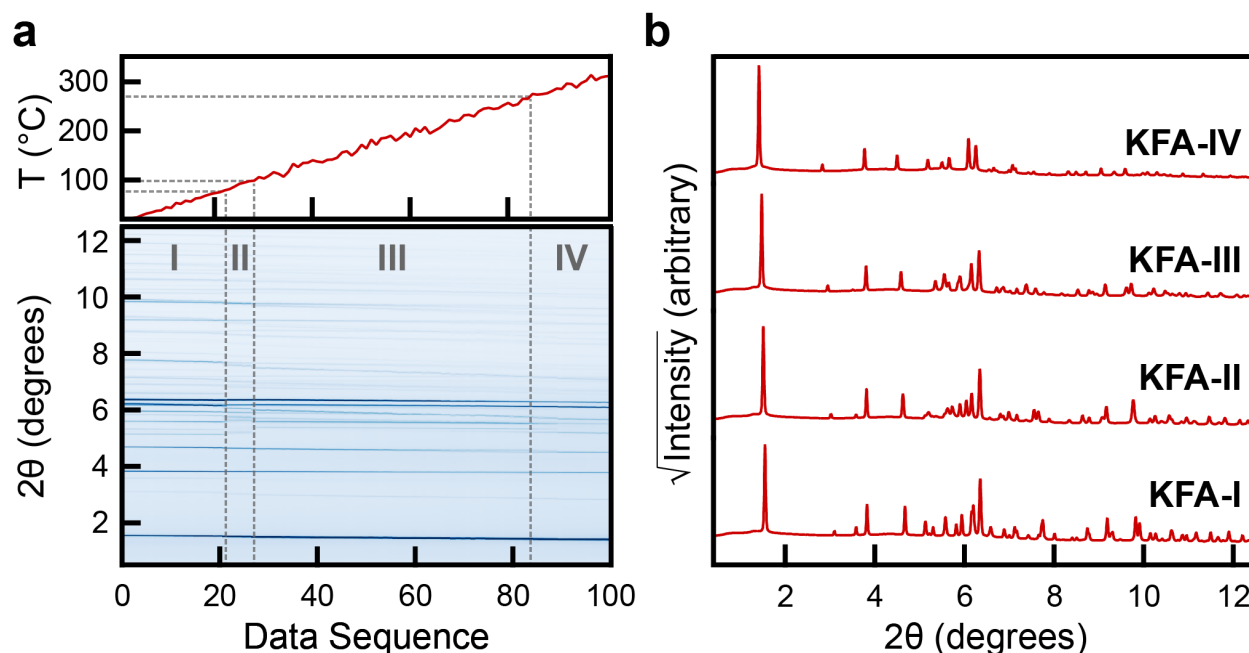 a
b
T (°C)
300
200
100
2θ (degrees)
12
10
8
6
4
2
I
II
III
IV
0
20
40
60
80
100
Data Sequence
√Intensity (arbitrary)
KFA-IV
KFA-III
KFA-II
KFA-I
2
4
6
8
10
12
2θ (degrees)